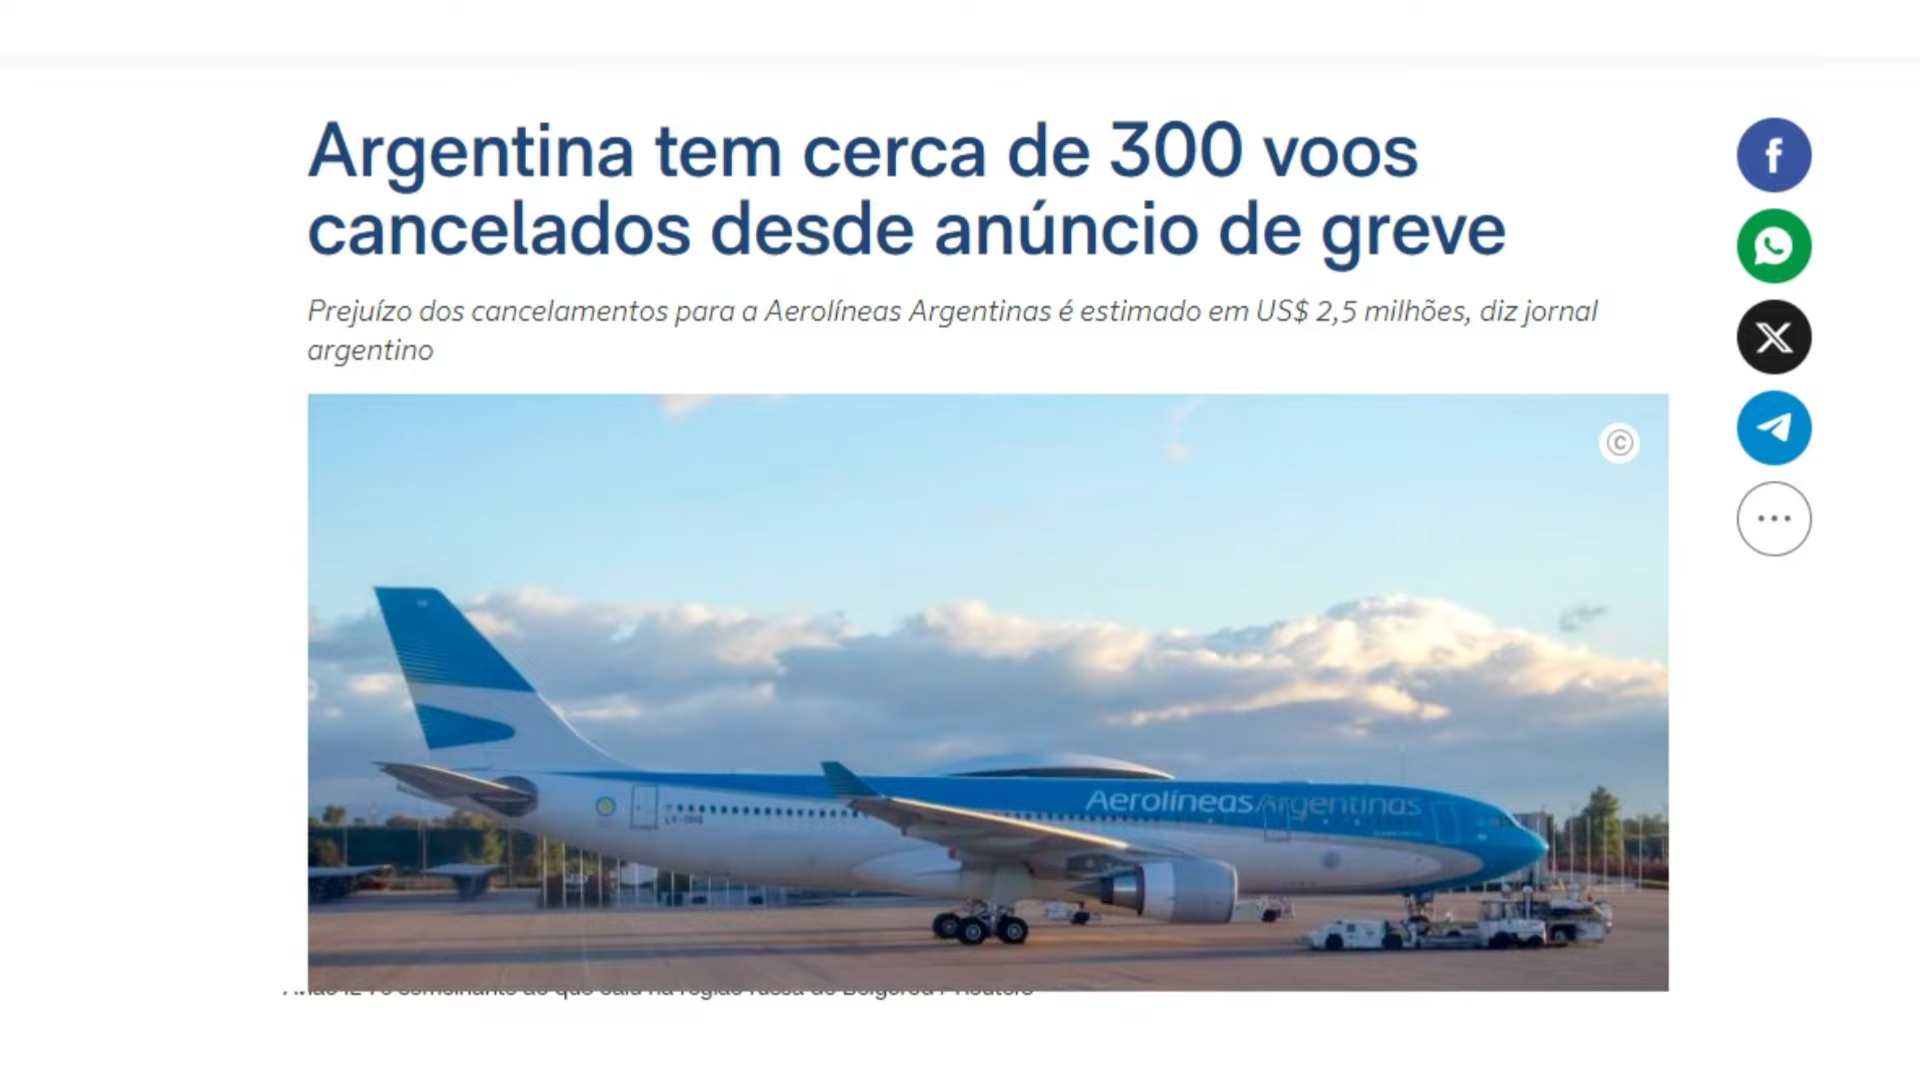 Argentina tem cerca de 300 voos
cancelados desde anúncio de greve
Prejuízo dos cancelamentos para a Aerolíneas Argentinas é estimado em US$ 2,5 milhões, diz jornal
argentino
©
Aerolíneas Argentinas